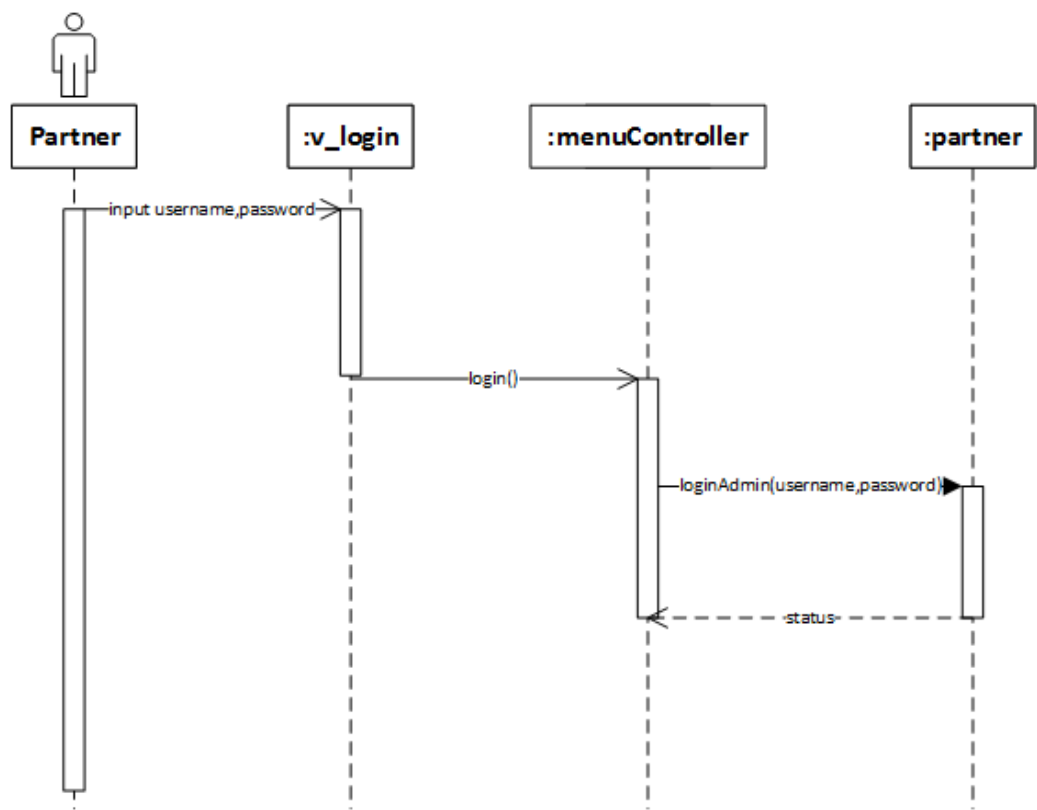 Partner
:v_login
:menuController
:partner
input username,password
login()
loginAdmin(username,password)
status